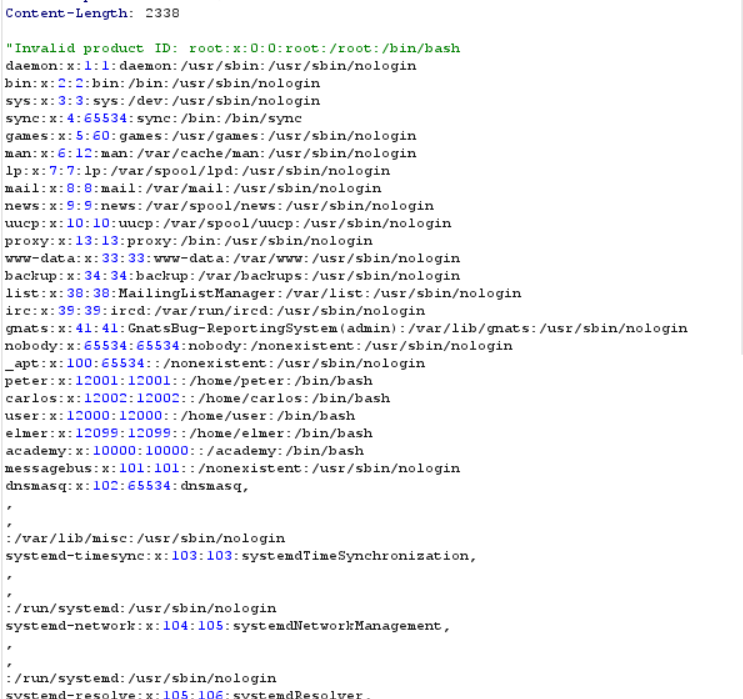 Content-Length: 2338
"Invalid product ID: root:x:0:0:root:/root:/bin/bash
daemon:x:1:1:daemon:/usr/sbin:/usr/sbin/nologin
bin:x:2:2:bin:/bin:/usr/sbin/nologin
sys:x:3:3:sys:/dev:/usr/sbin/nologin
sync:x:4:65534:sync:/bin:/bin/sync
games:x:5:60:games:/usr/games:/usr/sbin/nologin
man:x:6:12:man:/var/cache/man:/usr/sbin/nologin
lp:x:7:7:lp:/var/spool/lpd:/usr/sbin/nologin
mail:x:8:8:mail:/var/mail:/usr/sbin/nologin
news:x:9:9:news:/var/spool/news:/usr/sbin/nologin
uucp:x:10:10:uucp:/var/spool/uucp:/usr/sbin/nologin
proxy:x:13:13:proxy:/bin:/usr/sbin/nologin
www-data:x:33:33:www-data:/var/www:/usr/sbin/nologin
backup:x:34:34:backup:/var/backups:/usr/sbin/nologin
list:x:38:38:MailingListManager:/var/list:/usr/sbin/nologin
irc:x:39:39:ircd:/var/run/ircd:/usr/sbin/nologin
gnats:x:41:41:GnatsBug-ReportingSystem(admin):/var/lib/gnats:/usr/sbin/nologin
nobody:x:65534:65534:nobody:/nonexistent:/usr/sbin/nologin
_apt:x:100:65534::/nonexistent:/usr/sbin/nologin
peter:x:12001:12001::/home/peter:/bin/bash
carlos:x:12002:12002::/home/carlos:/bin/bash
user:x:12000:12000::/home/user:/bin/bash
elmer:x:12099:12099::/home/elmer:/bin/bash
academy:x:10000:10000::/academy:/bin/bash
messagebus:x:101:101::/nonexistent:/usr/sbin/nologin
dnsmasq:x:102:65534:dnsmasq,
,
,
:/var/lib/misc:/usr/sbin/nologin
systemd-timesync:x:103:103:systemdTimeSynchronization,
,
,
:/run/systemd:/usr/sbin/nologin
systemd-network:x:104:105:systemdNetworkManagement,
,
,
:/run/systemd:/usr/sbin/nologin
systemd-resolve:x:105:106:systemdResolver,